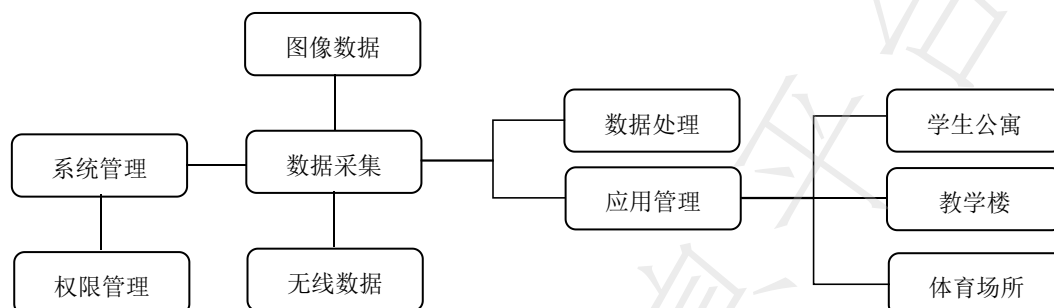 图像数据
数据处理
学生公寓
系统管理
数据采集
应用管理
教学楼
权限管理
无线数据
体育场所